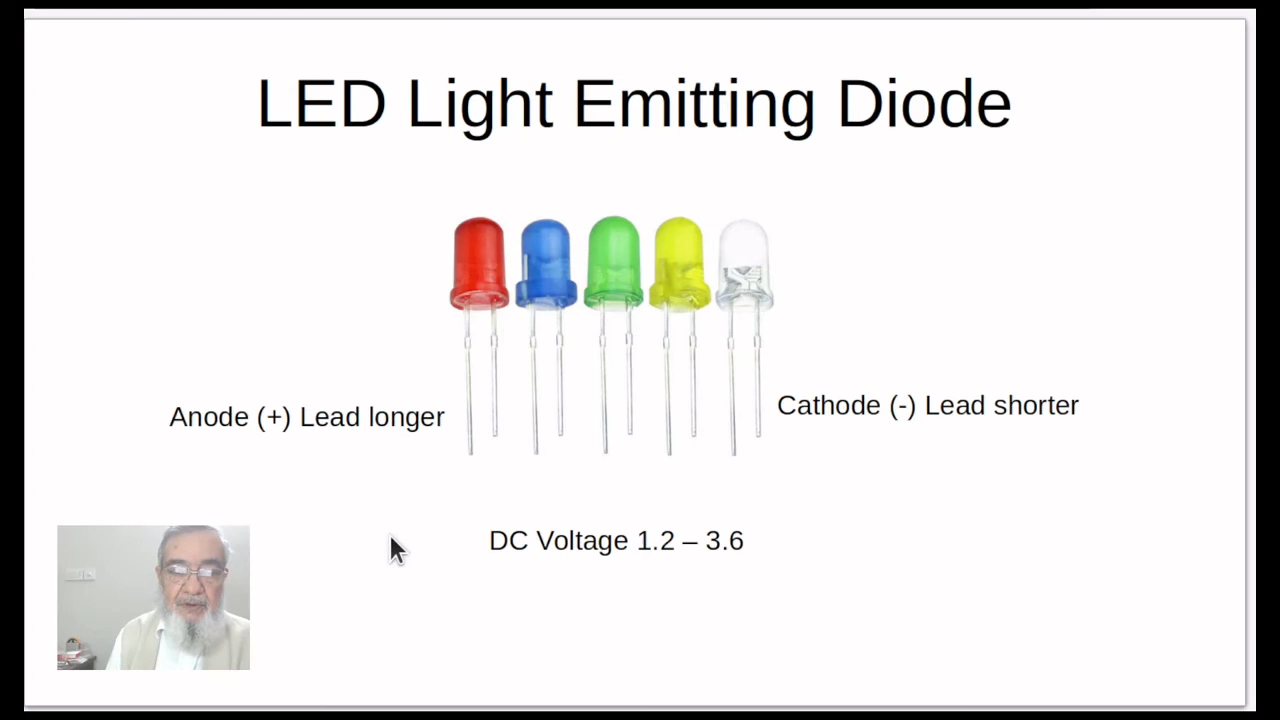 LED Light Emitting Diode
Anode (+) Lead longer
Cathode (-) Lead shorter
DC Voltage 1.2 – 3.6